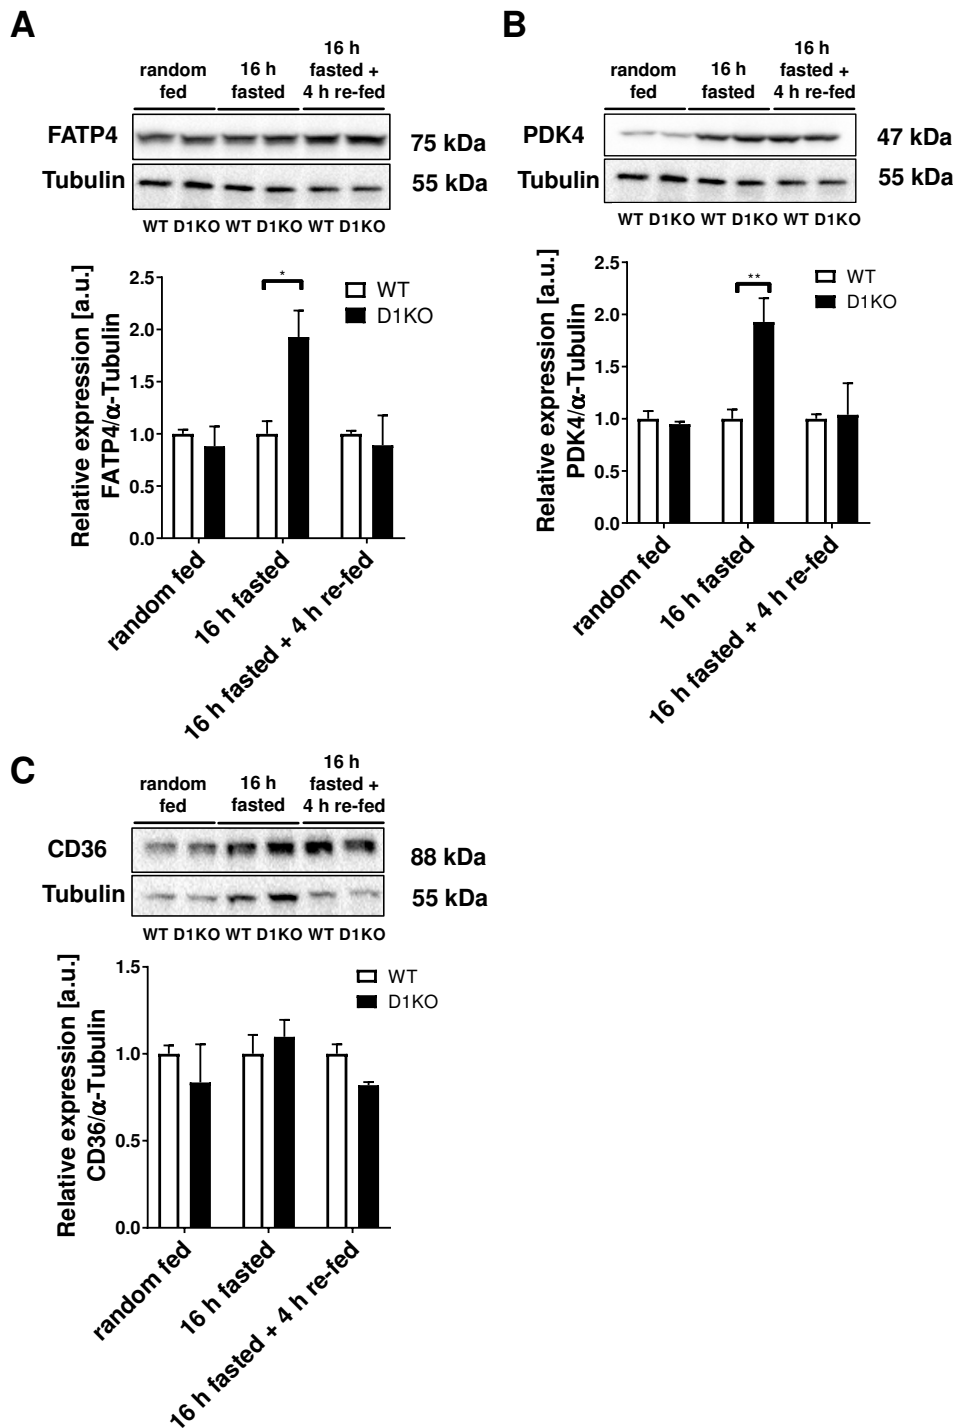 A
random
fed
16 h
fasted
16 h
fasted +
4 h re-fed
FATP4
75 kDa
Tubulin
55 kDa
WT D1KO WT D1KO WT D1KO
Relative expression [a.u.]
FATP4/α-Tubulin
2.5
2.0
1.5
1.0
0.5
0.0
*
WT
D1KO
random fed
16 h fasted
16 h fasted + 4 h re-fed
B
random
fed
16 h
fasted
16 h
fasted +
4 h re-fed
PDK4
47 kDa
Tubulin
55 kDa
WT D1KO WT D1KO WT D1KO
Relative expression [a.u.]
PDK4/α-Tubulin
2.5
2.0
1.5
1.0
0.5
0.0
**
WT
D1KO
random fed
16 h fasted
16 h fasted + 4 h re-fed
C
random
fed
16 h
fasted
16 h
fasted +
4 h re-fed
CD36
88 kDa
Tubulin
55 kDa
WT D1KO WT D1KO WT D1KO
Relative expression [a.u.]
CD36/α-Tubulin
1.5
1.0
0.5
0.0
WT
D1KO
random fed
16 h fasted
16 h fasted + 4 h re-fed